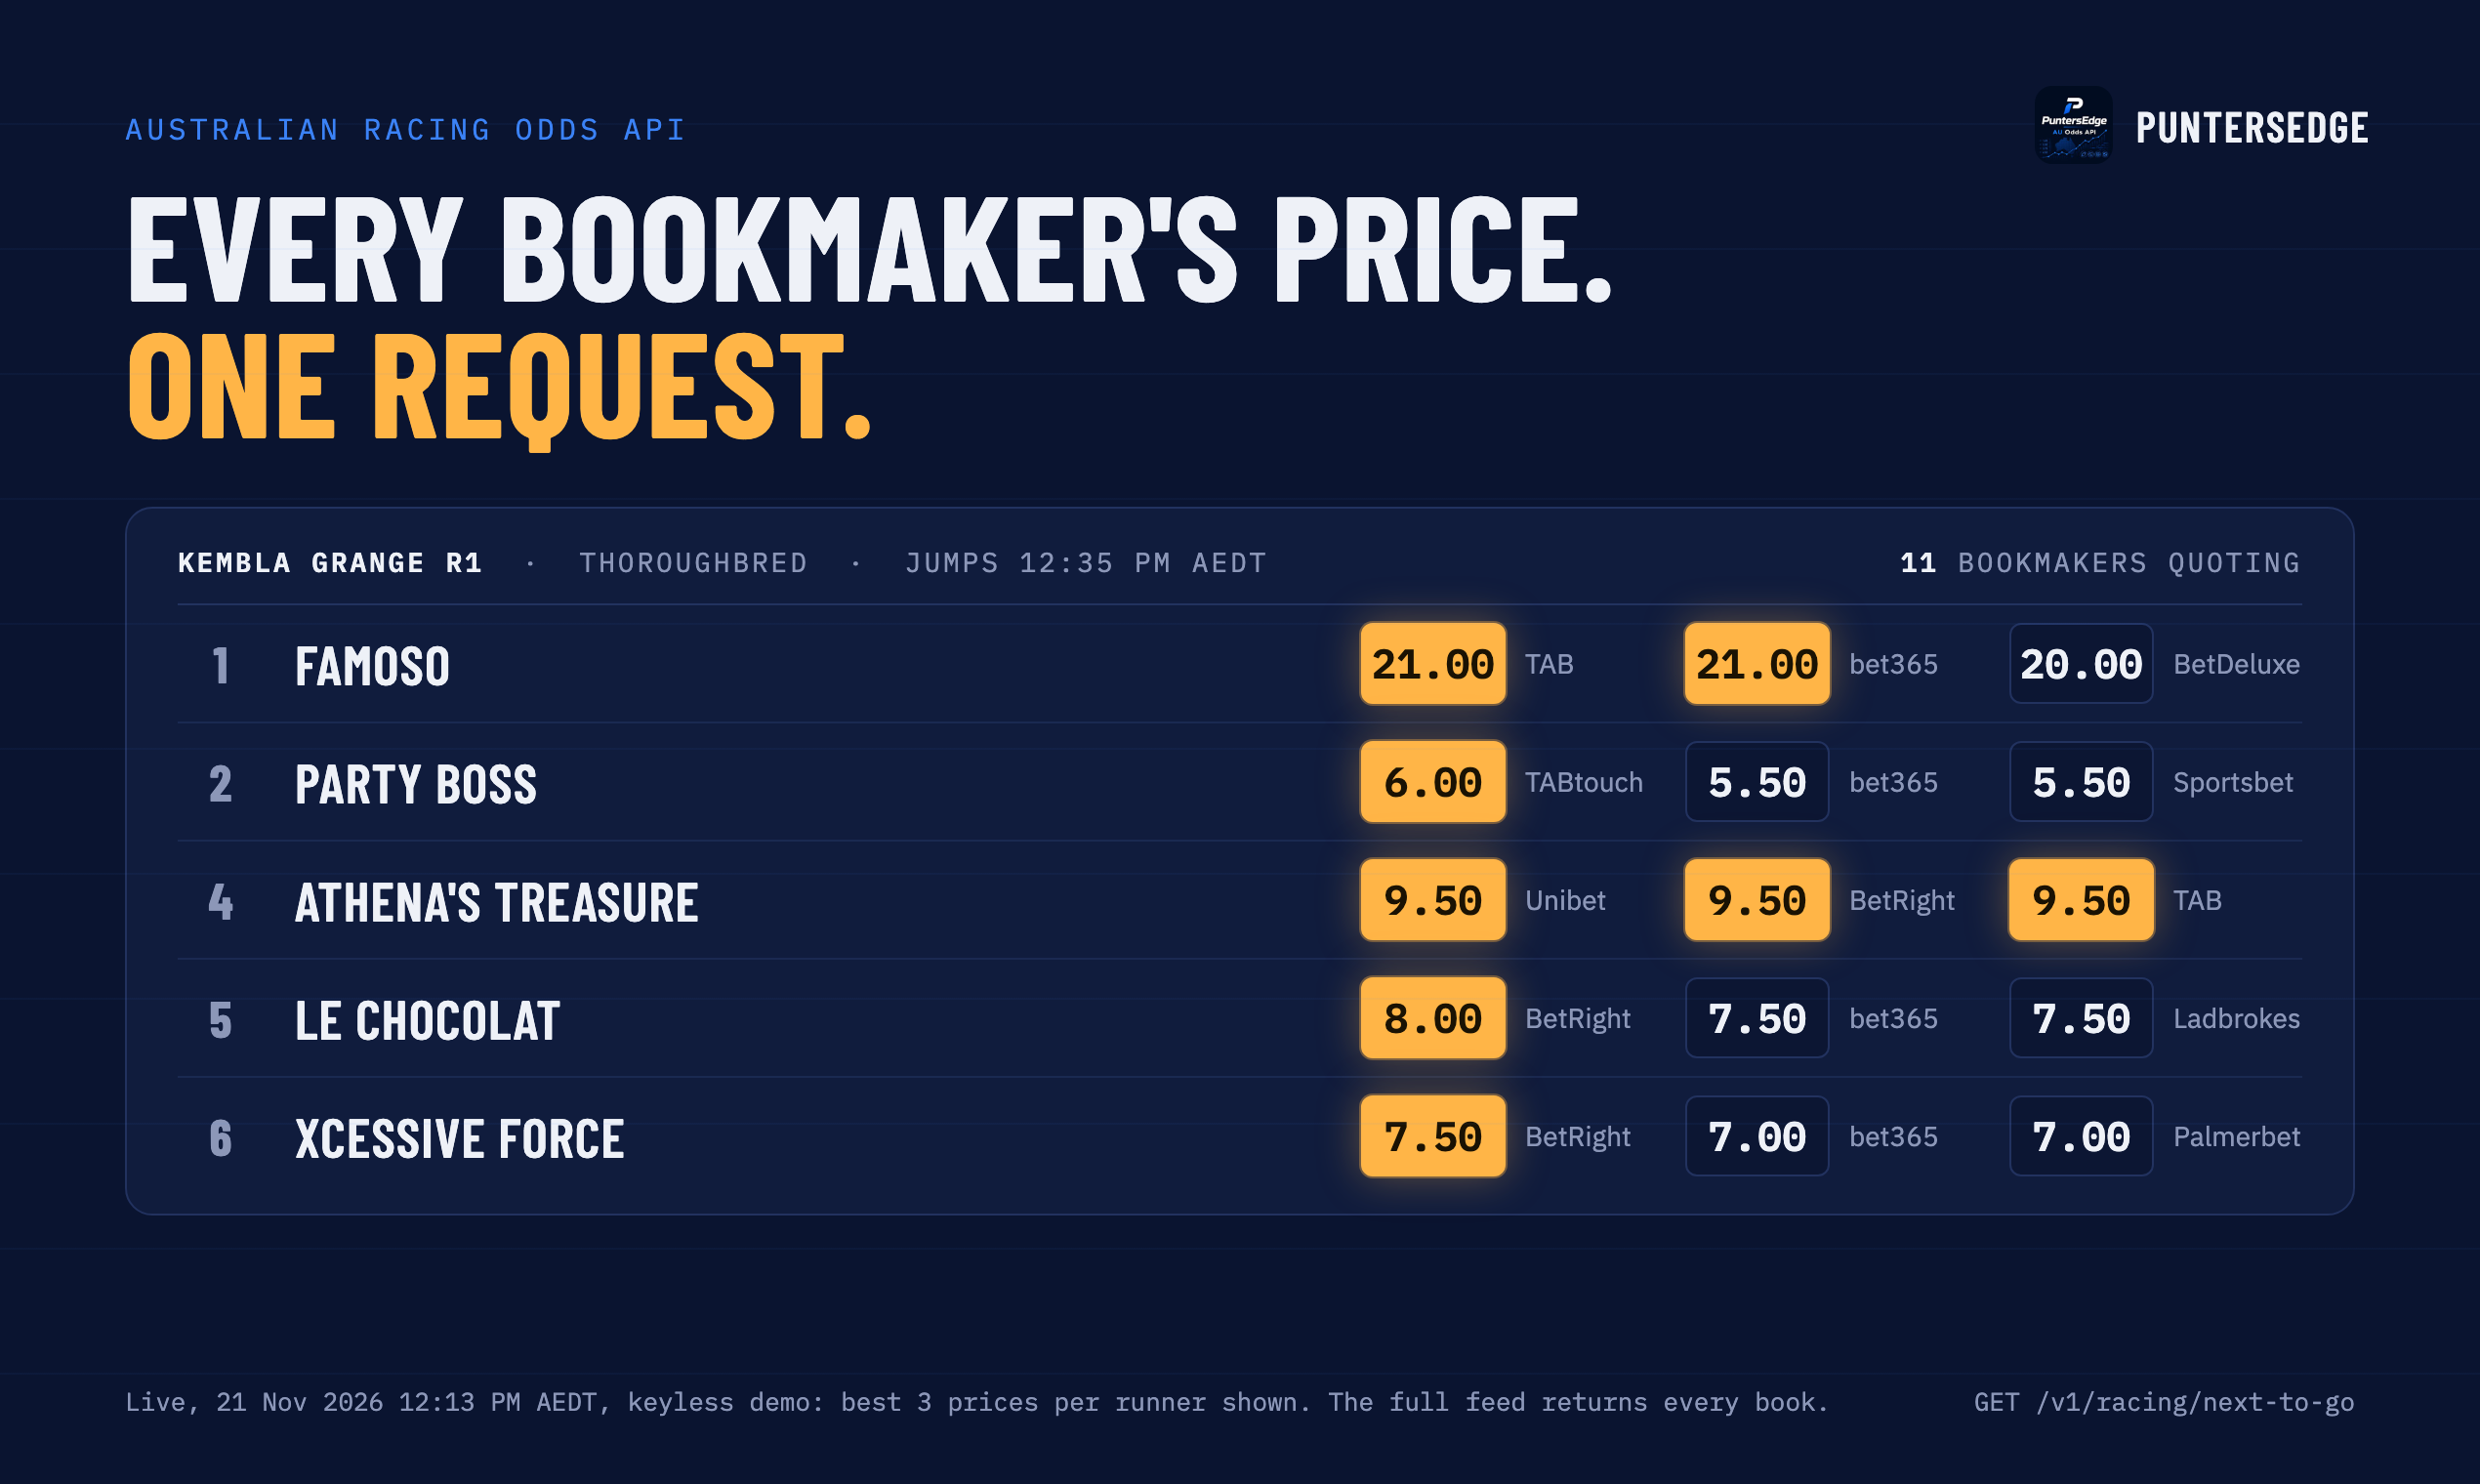 AUSTRALIAN RACING ODDS API
PuntersEdge
AU Odds API
PUNTERSEDGE
EVERY BOOKMAKER'S PRICE.
ONE REQUEST.
KEMBLA GRANGE R1 · THOROUGHBRED · JUMPS 12:35 PM AEDT 11 BOOKMAKERS QUOTING
1 FAMOSO 21.00 TAB 21.00 bet365 20.00 BetDeluxe
2 PARTY BOSS 6.00 TABtouch 5.50 bet365 5.50 Sportsbet
4 ATHENA'S TREASURE 9.50 Unibet 9.50 BetRight 9.50 TAB
5 LE CHOCOLAT 8.00 BetRight 7.50 bet365 7.50 Ladbrokes
6 XCESSIVE FORCE 7.50 BetRight 7.00 bet365 7.00 Palmerbet
Live, 21 Nov 2026 12:13 PM AEDT, keyless demo: best 3 prices per runner shown. The full feed returns every book. GET /v1/racing/next-to-go